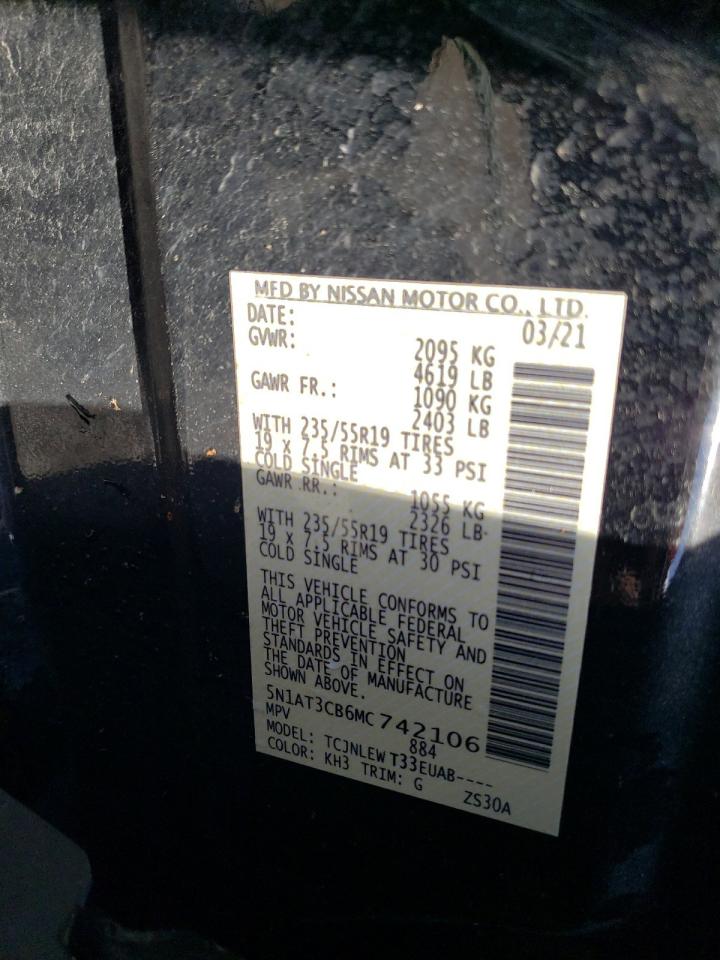 MFD BY NISSAN MOTOR CO., LTD.
DATE: 03/21
GVWR: 2095 KG
4619 LB
GAWR FR.: 1090 KG
2403 LB
WITH 235/55R19 TIRES
19 X 7.5 RIMS AT 33 PSI
COLD SINGLE
GAWR RR.: 1055 KG
2326 LB
WITH 235/55R19 TIRES
19 X 7.5 RIMS AT 30 PSI
COLD SINGLE
THIS VEHICLE CONFORMS TO
ALL APPLICABLE FEDERAL
MOTOR VEHICLE SAFETY AND
THEFT PREVENTION
STANDARDS IN EFFECT ON
THE DATE OF MANUFACTURE
SHOWN ABOVE.
5N1AT3CB6MC742106
MPV 884
MODEL: TCJNLEWT33EUAB----
COLOR: KH3 TRIM: G ZS30A